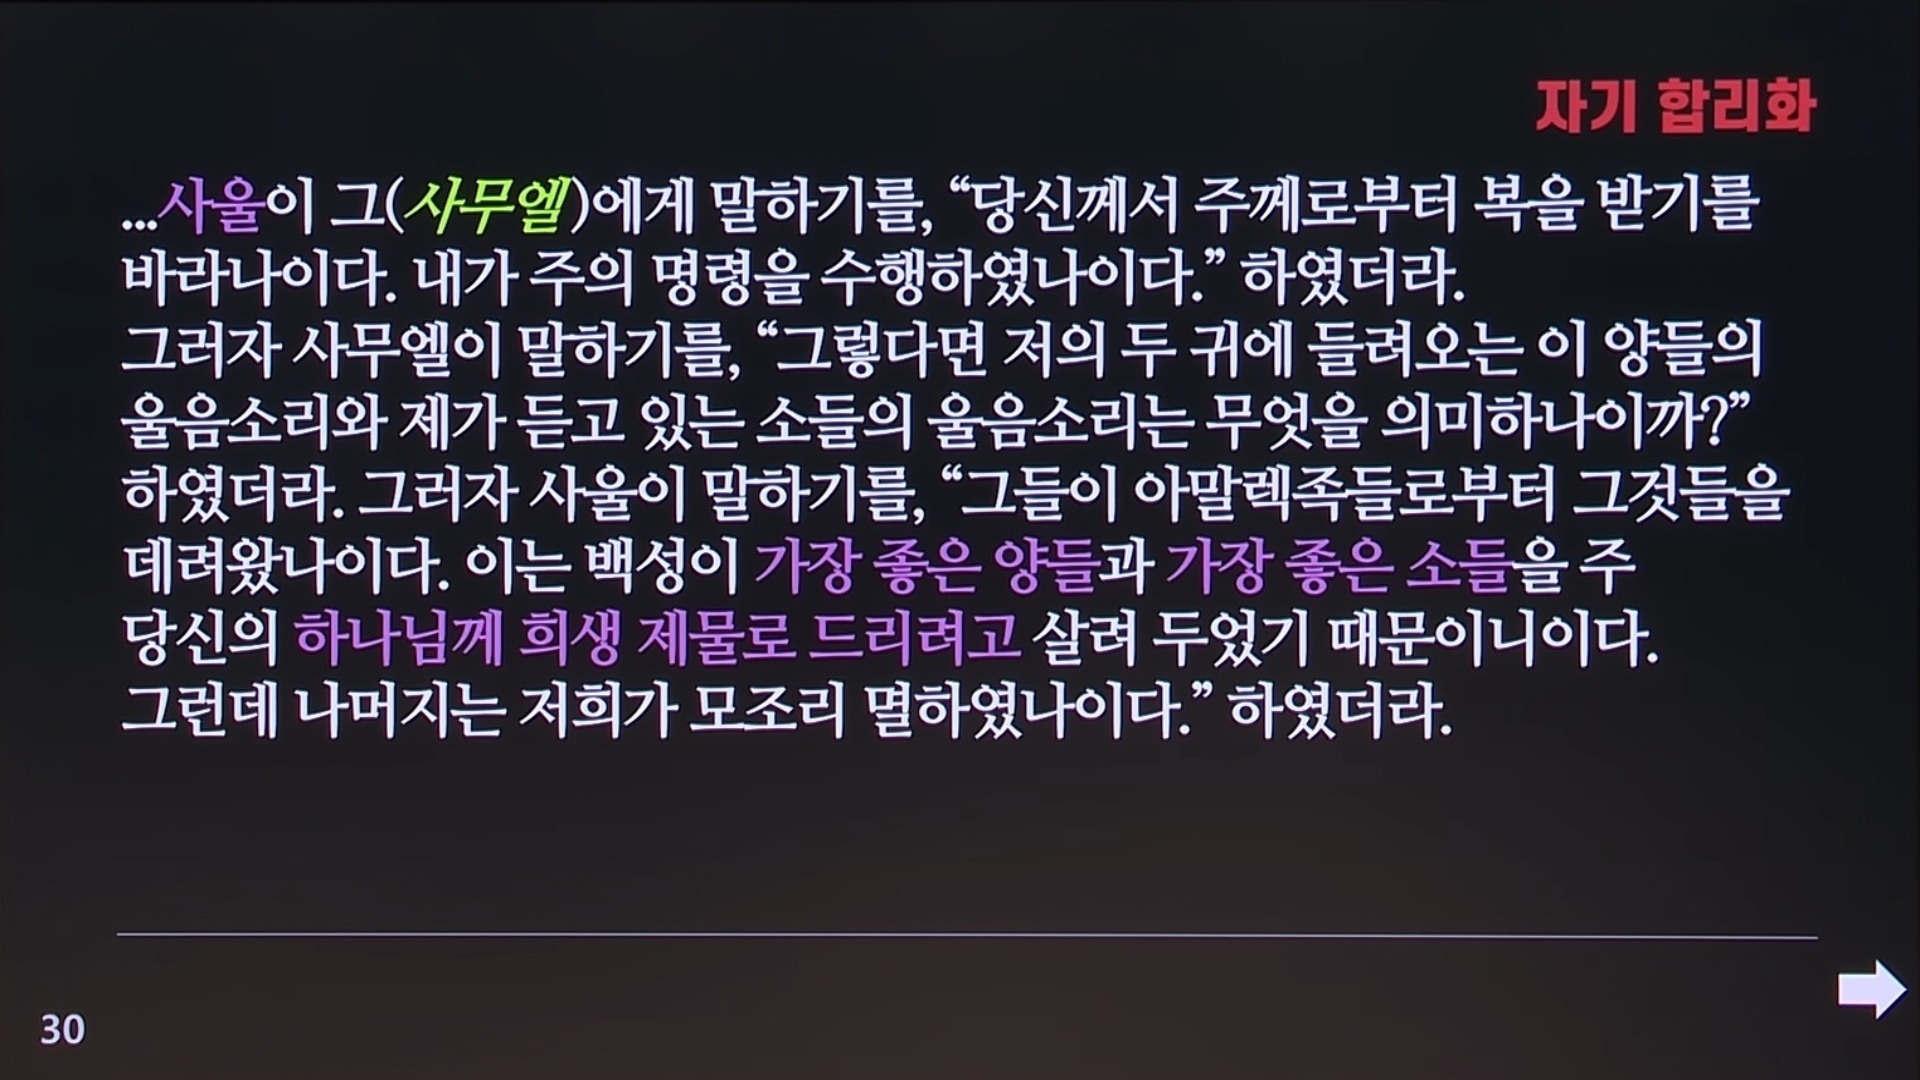 자기 합리화
...사울이 그(사무엘)에게 말하기를, “당신께서 주께로부터 복을 받기를
바라나이다. 내가 주의 명령을 수행하였나이다.” 하였더라.
그러자 사무엘이 말하기를, “그렇다면 저의 두 귀에 들려오는 이 양들의
울음소리와 제가 듣고 있는 소들의 울음소리는 무엇을 의미하나이까?”
하였더라. 그러자 사울이 말하기를, “그들이 아말렉족들로부터 그것들을
데려왔나이다. 이는 백성이 가장 좋은 양들과 가장 좋은 소들을 주
당신의 하나님께 희생 제물로 드리려고 살려 두었기 때문이니이다.
그런데 나머지는 저희가 모조리 멸하였나이다.” 하였더라.
30